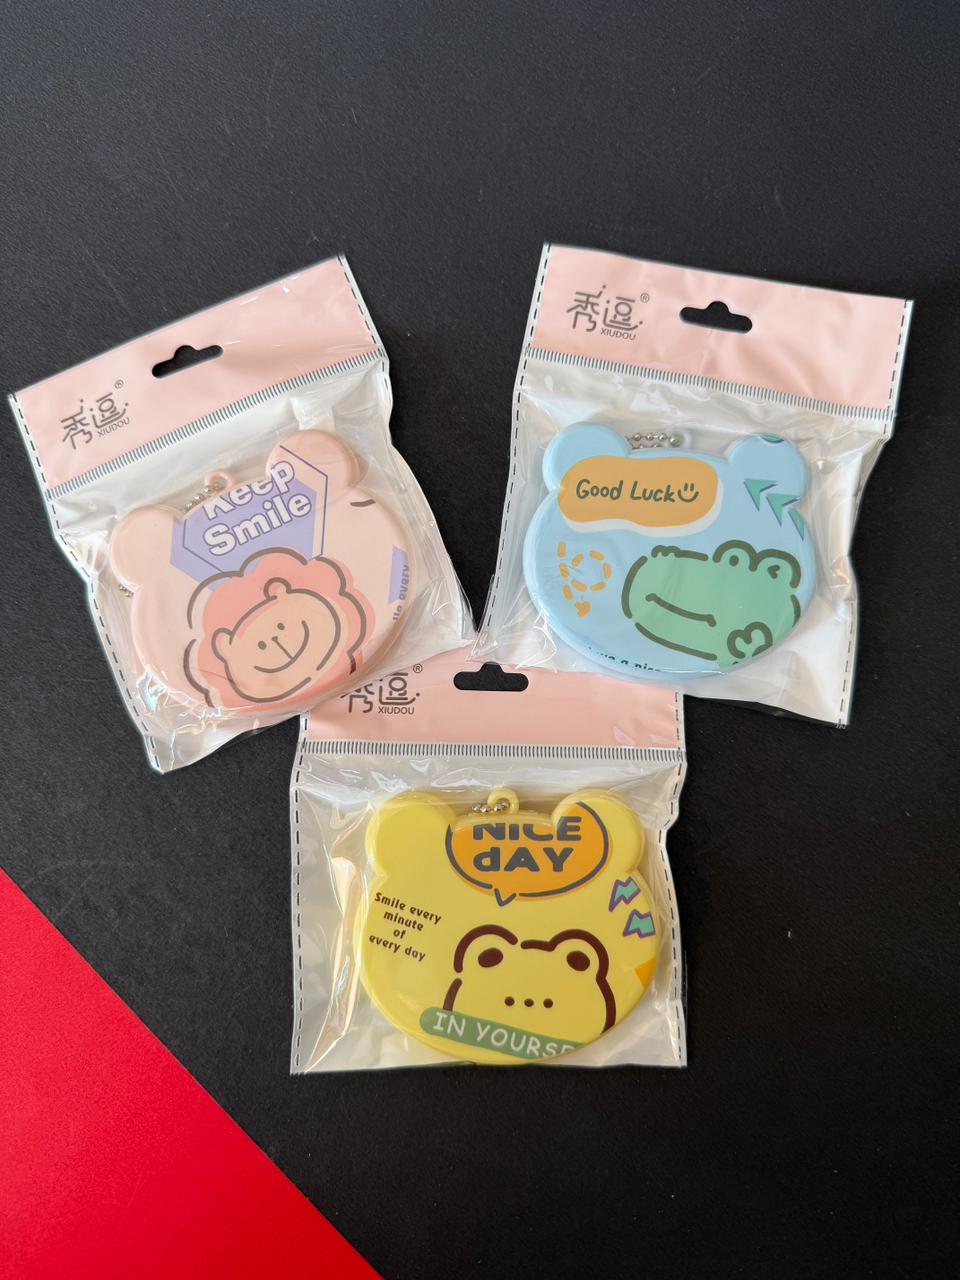 秀逗®
XIUDOU
Keep
Smile
秀逗®
XIUDOU
Good Luck
秀逗®
XIUDOU
NICE
dAY
Smile every
minute
of
every day
IN YOURSE